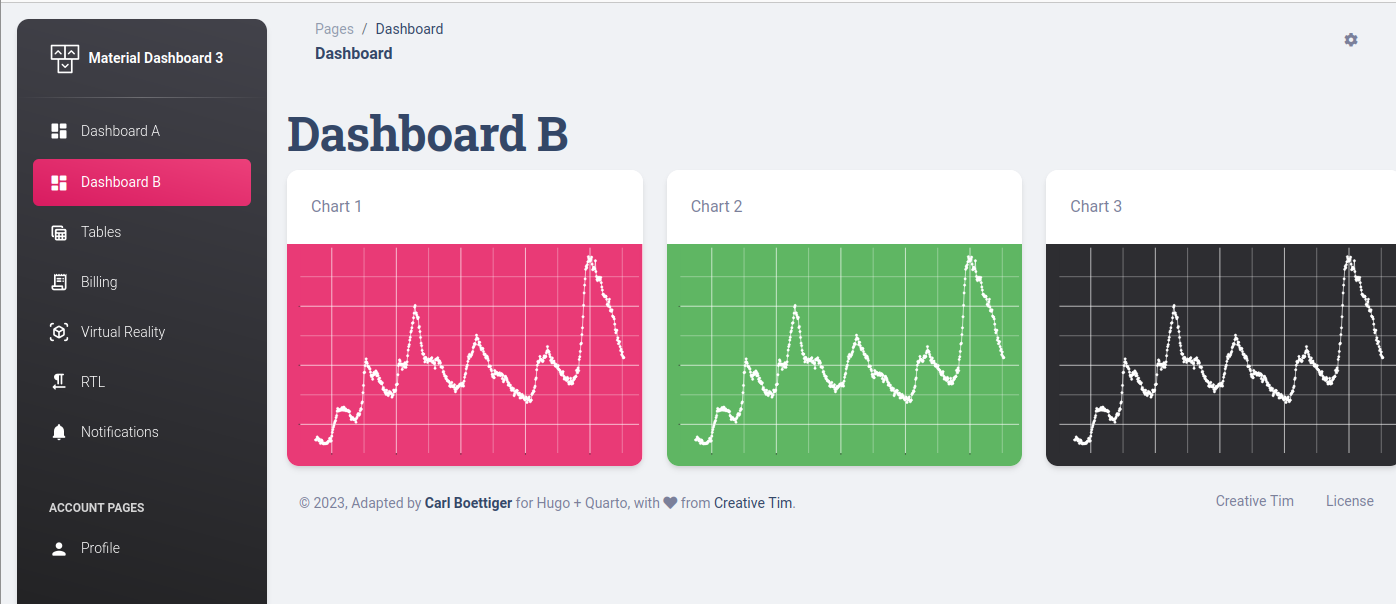 Material Dashboard 3
Dashboard A
Dashboard B
Tables
Billing
Virtual Reality
RTL
Notifications
ACCOUNT PAGES
Profile
Pages / Dashboard
Dashboard
Dashboard B
Chart 1
Chart 2
Chart 3
© 2023, Adapted by Carl Boettiger for Hugo + Quarto, with ♥ from Creative Tim.
Creative Tim License